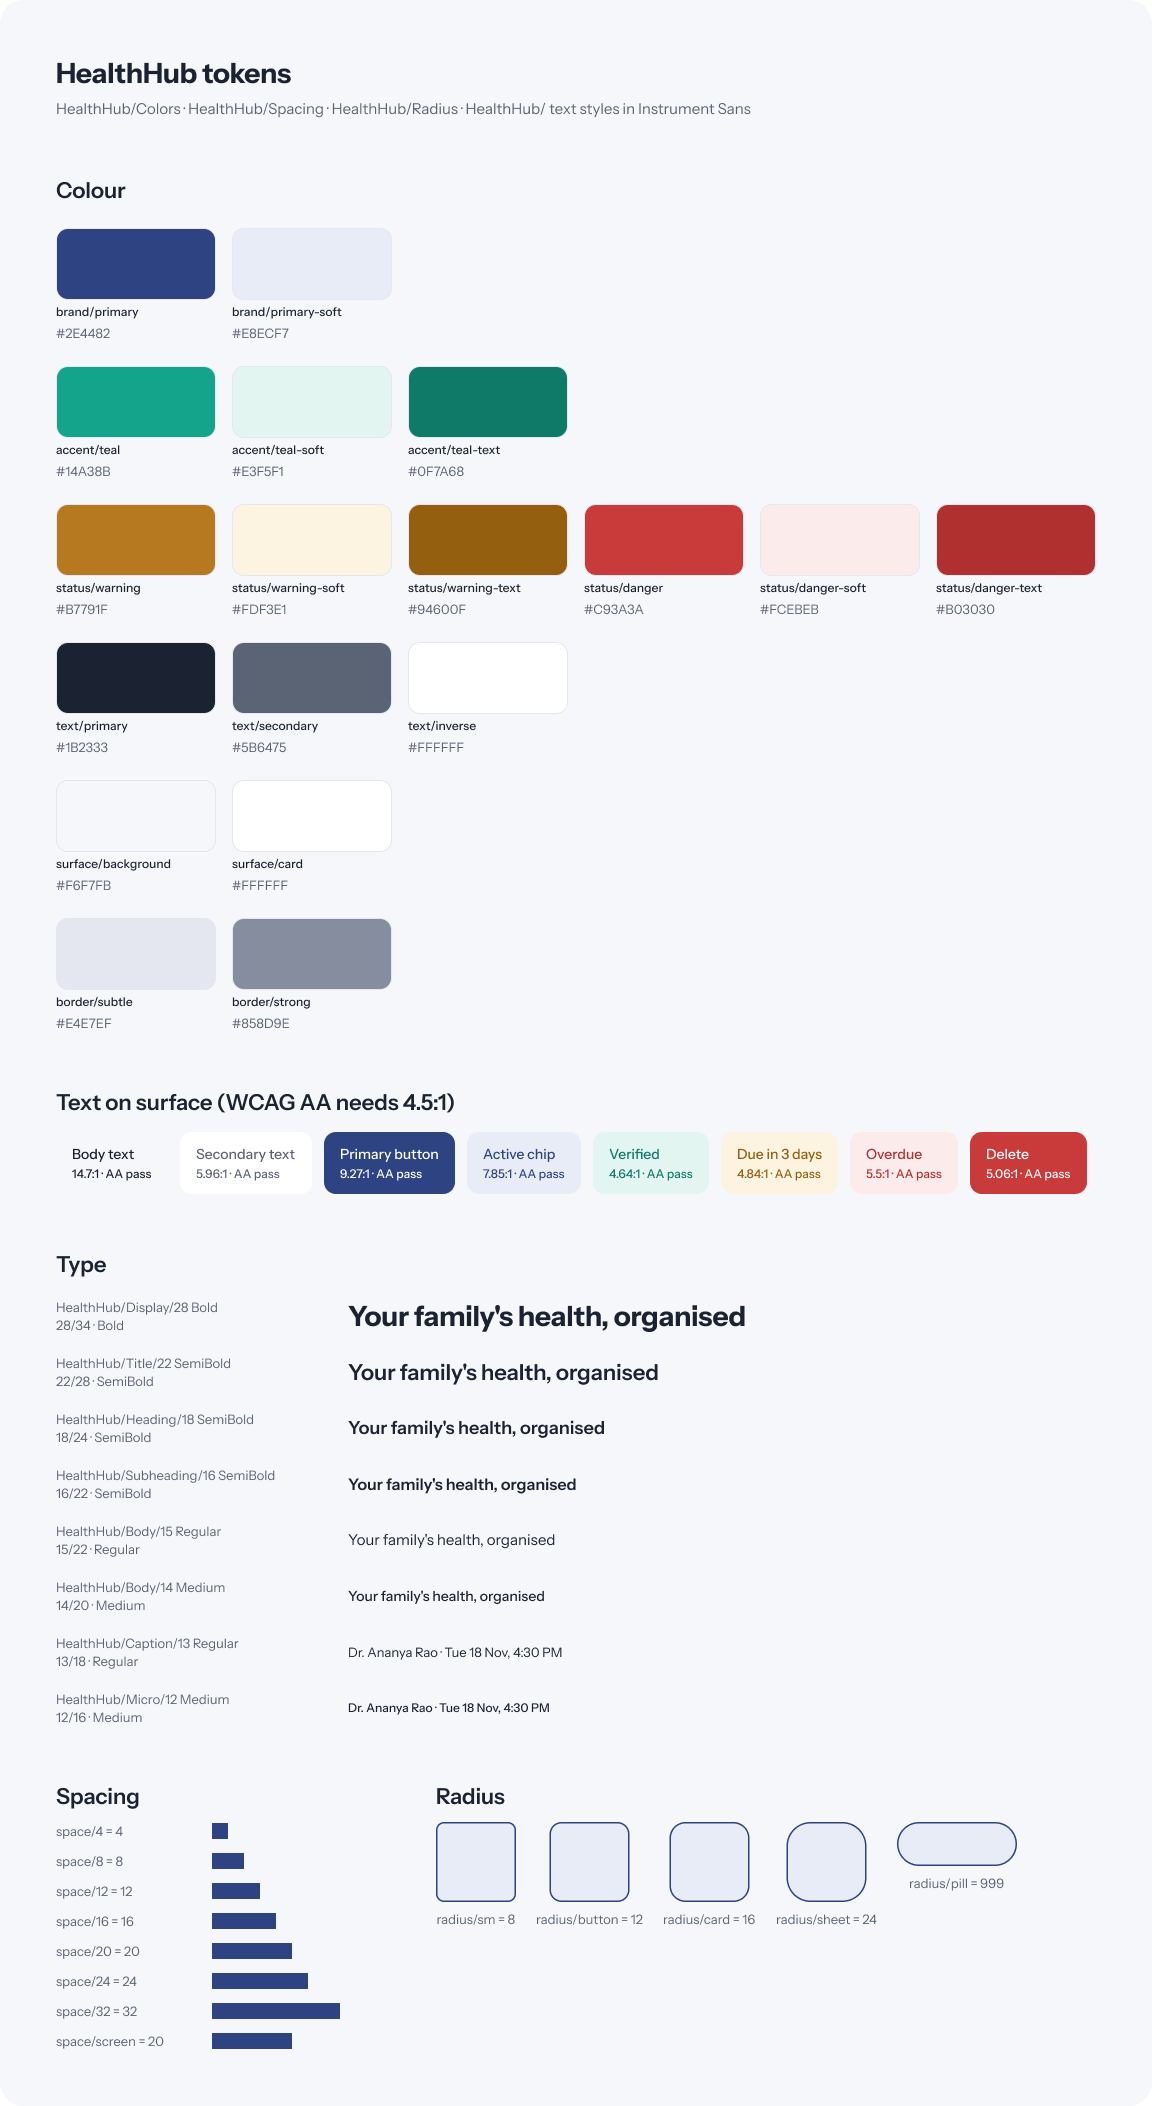 HealthHub tokens
HealthHub/Colors · HealthHub/Spacing · HealthHub/Radius · HealthHub/ text styles in Instrument Sans
Colour
brand/primary
#2E4482
brand/primary-soft
#E8ECF7
accent/teal
#14A38B
accent/teal-soft
#E3F5F1
accent/teal-text
#0F7A68
status/warning
#B7791F
status/warning-soft
#FDF3E1
status/warning-text
#94600F
status/danger
#C93A3A
status/danger-soft
#FCEBEB
status/danger-text
#B03030
text/primary
#1B2333
text/secondary
#5B6475
text/inverse
#FFFFFF
surface/background
#F6F7FB
surface/card
#FFFFFF
border/subtle
#E4E7EF
border/strong
#858D9E
Text on surface (WCAG AA needs 4.5:1)
Body text
14.7:1 · AA pass
Secondary text
5.96:1 · AA pass
Primary button
9.27:1 · AA pass
Active chip
7.85:1 · AA pass
Verified
4.64:1 · AA pass
Due in 3 days
4.84:1 · AA pass
Overdue
5.5:1 · AA pass
Delete
5.06:1 · AA pass
Type
HealthHub/Display/28 Bold
28/34 · Bold
Your family's health, organised
HealthHub/Title/22 SemiBold
22/28 · SemiBold
Your family's health, organised
HealthHub/Heading/18 SemiBold
18/24 · SemiBold
Your family's health, organised
HealthHub/Subheading/16 SemiBold
16/22 · SemiBold
Your family's health, organised
HealthHub/Body/15 Regular
15/22 · Regular
Your family's health, organised
HealthHub/Body/14 Medium
14/20 · Medium
Your family's health, organised
HealthHub/Caption/13 Regular
13/18 · Regular
Dr. Ananya Rao · Tue 18 Nov, 4:30 PM
HealthHub/Micro/12 Medium
12/16 · Medium
Dr. Ananya Rao · Tue 18 Nov, 4:30 PM
Spacing
space/4 = 4
space/8 = 8
space/12 = 12
space/16 = 16
space/20 = 20
space/24 = 24
space/32 = 32
space/screen = 20
Radius
radius/sm = 8
radius/button = 12
radius/card = 16
radius/sheet = 24
radius/pill = 999